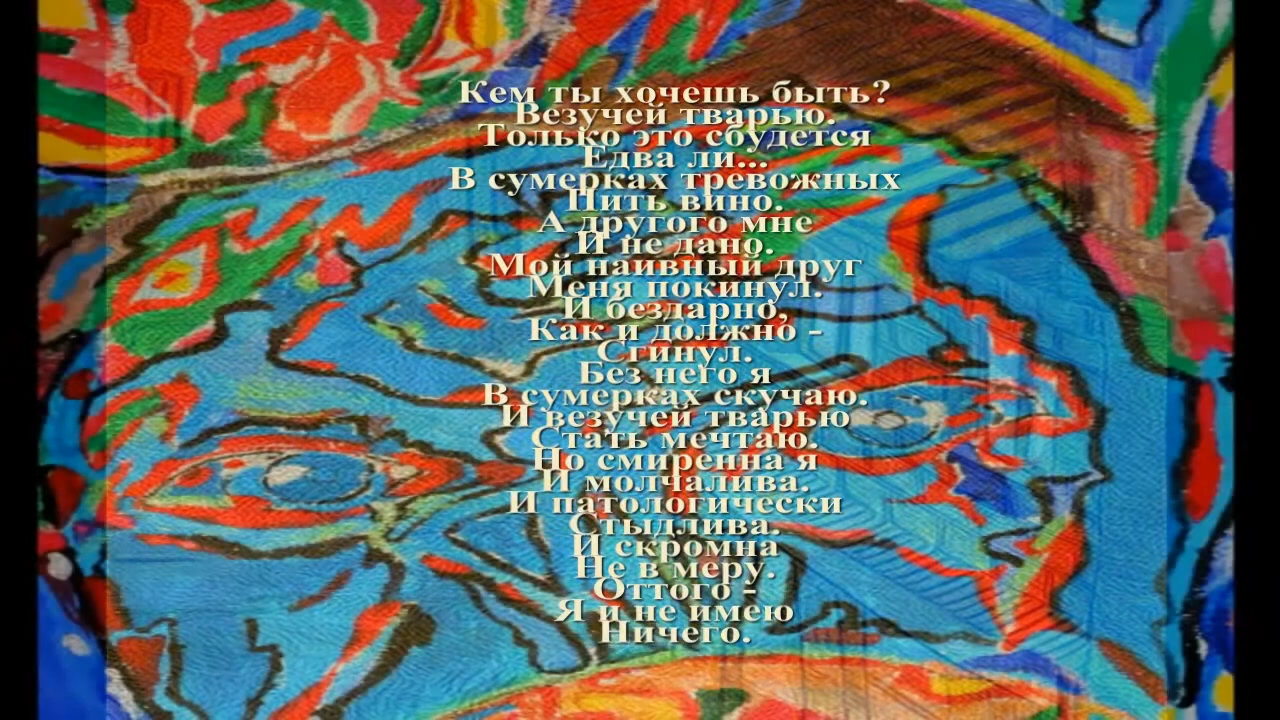 Кем ты хочешь быть?
Везучей тварью.
Только это сбудется
Едва ли...
В сумерках тревожных
Пить вино.
А другого мне
И не дано.
Мой наивный друг
Меня покинул.
И бездарно,
Как и должно -
Сгинул.
Без него я
В сумерках скучаю.
И везучей тварью
Стать мечтаю.
Но смиренна я
И молчалива.
И патологически
Стыдлива.
И скромна
Не в меру.
Оттого -
Я и не имею
Ничего.